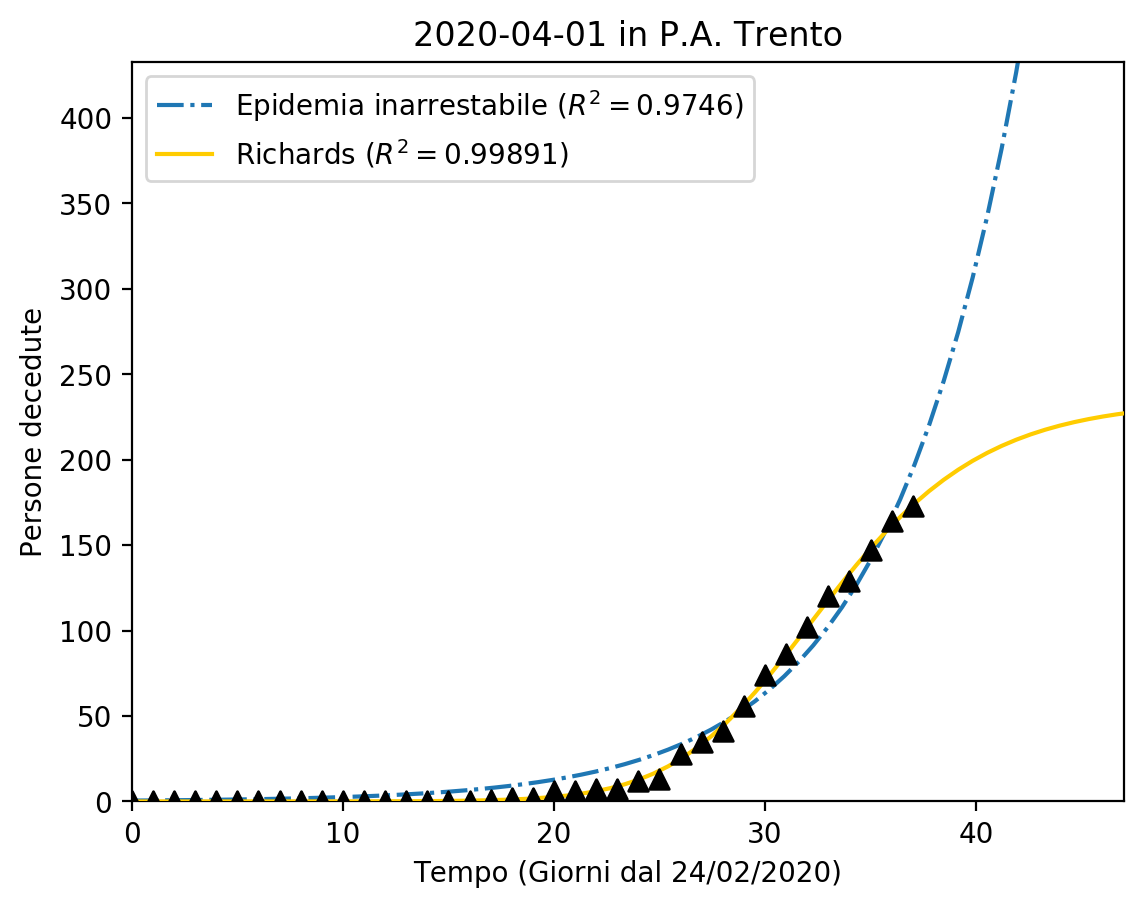 2020-04-01 in P.A. Trento
Epidemia inarrestabile (R² = 0.9746)
Richards (R² = 0.99891)
400
350
300
250
200
150
100
50
0
Persone decedute
0 10 20 30 40
Tempo (Giorni dal 24/02/2020)